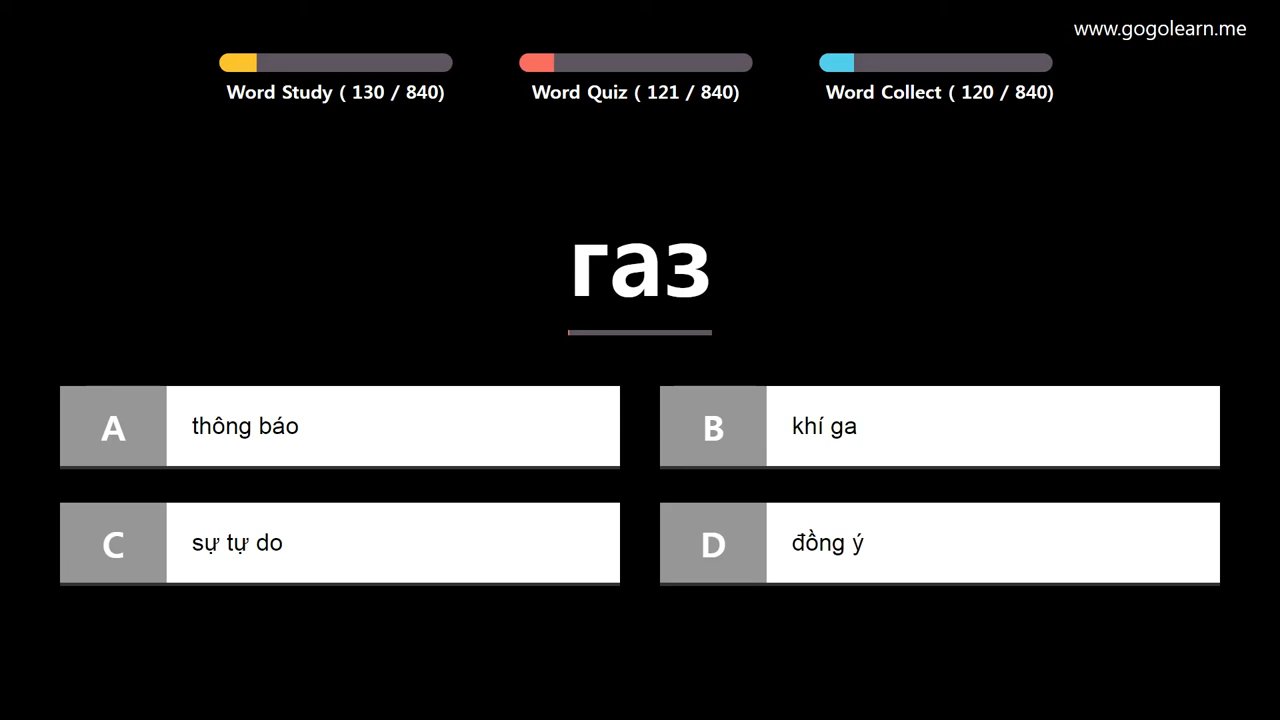 www.gogolearn.me
Word Study ( 130 / 840)
Word Quiz ( 121 / 840)
Word Collect ( 120 / 840)
газ
A
thông báo
B
khí ga
C
sự tự do
D
đồng ý